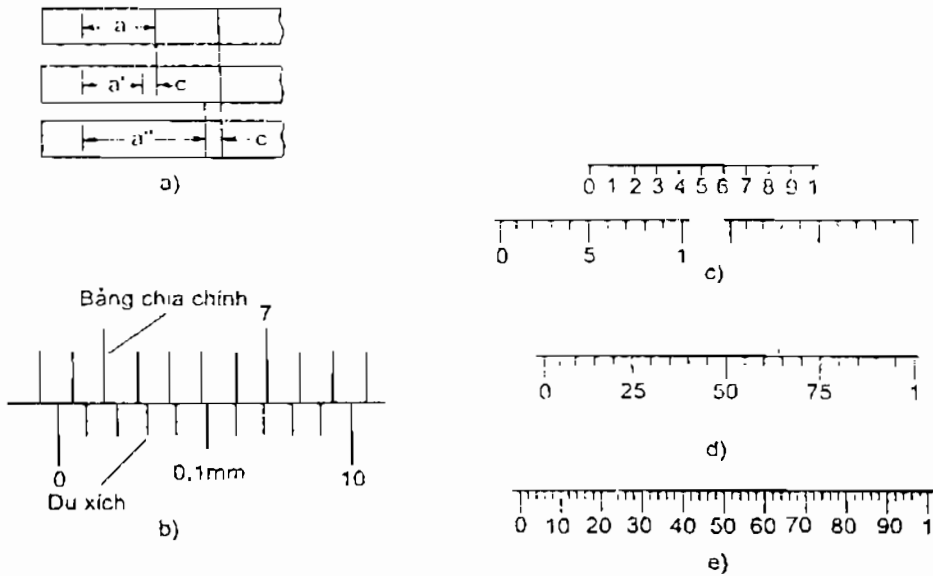 a
a' c
a" c
a)
0 1 2 3 4 5 6 7 8 9 1
0 5 1
c)
Bảng chia chính
7
0 0,1mm 10
Du xích
b)
0 25 50 75 1
d)
0 10 20 30 40 50 60 70 80 90 1
e)